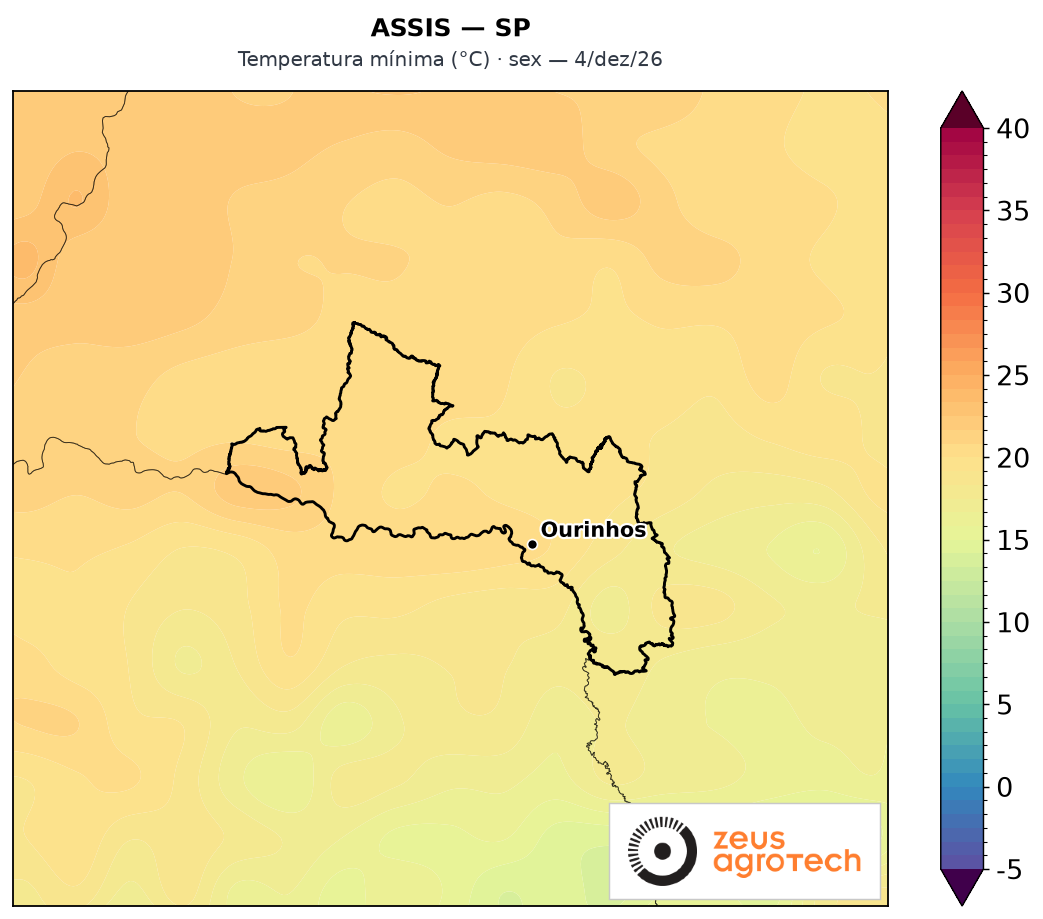 ASSIS — SP
Temperatura mínima (°C) · sex — 4/dez/26
40
35
30
25
20
15
10
5
0
-5
Ourinhos
zeus
agrotech